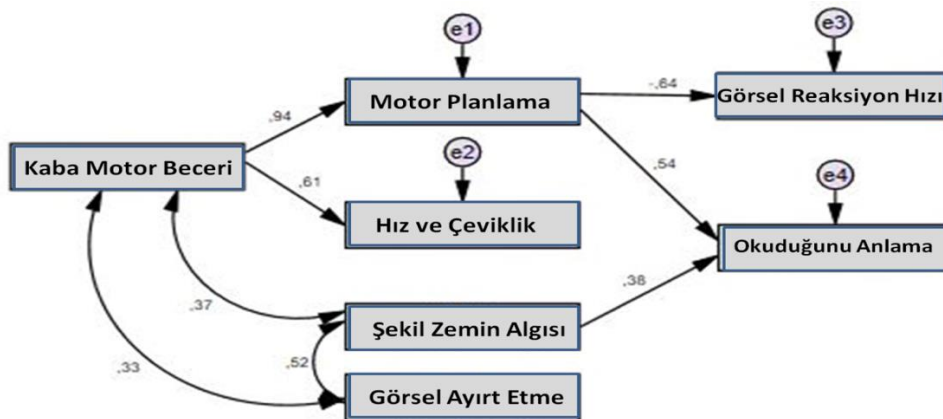 e1
e3
Motor Planlama
-,64
Görsel Reaksiyon Hızı
,94
Kaba Motor Beceri
e2
,54
e4
,61
Hız ve Çeviklik
Okuduğunu Anlama
,37
,38
Şekil Zemin Algısı
,33
,52
Görsel Ayırt Etme